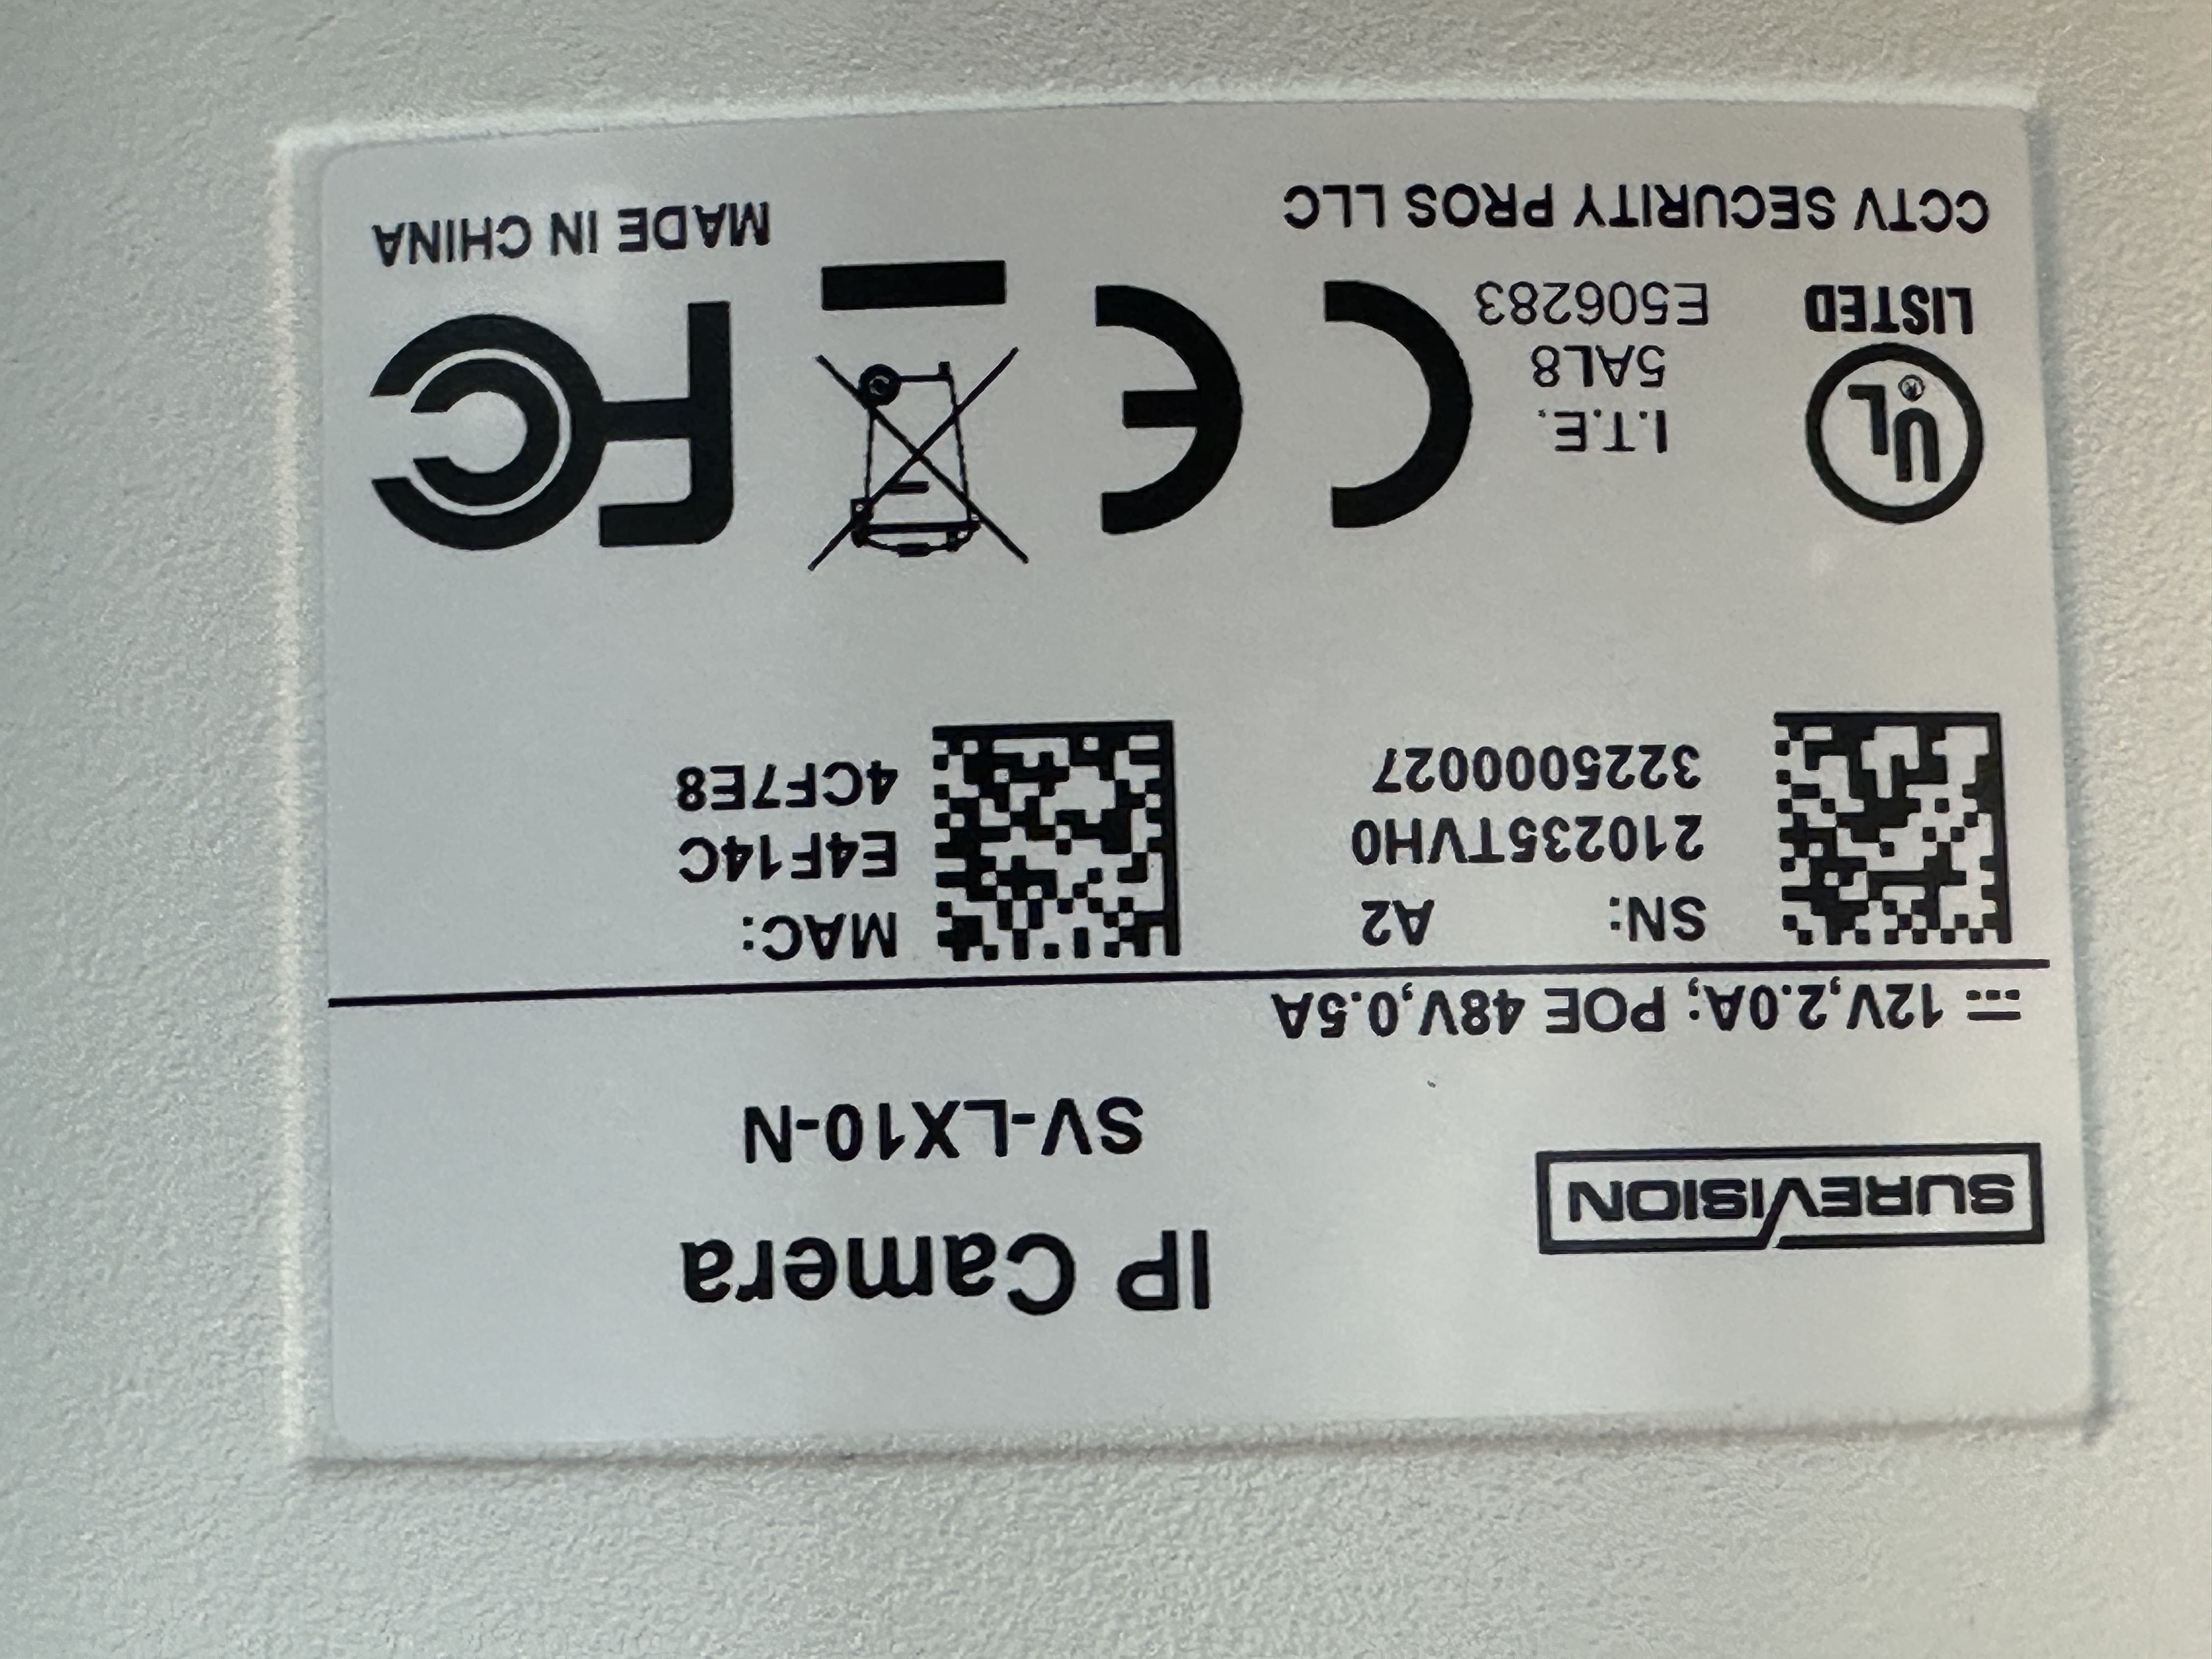 IP Camera
SUREVISION
SV-LX10-N
⎓ 12V,2.0A; POE 48V,0.5A
SN: A2
210235TVH0
3225000027
MAC:
E4F14C
4CF7E8
UL ®
LISTED
I.T.E.
5AL8
E506283
CE
FC
CCTV SECURITY PROS LLC
MADE IN CHINA